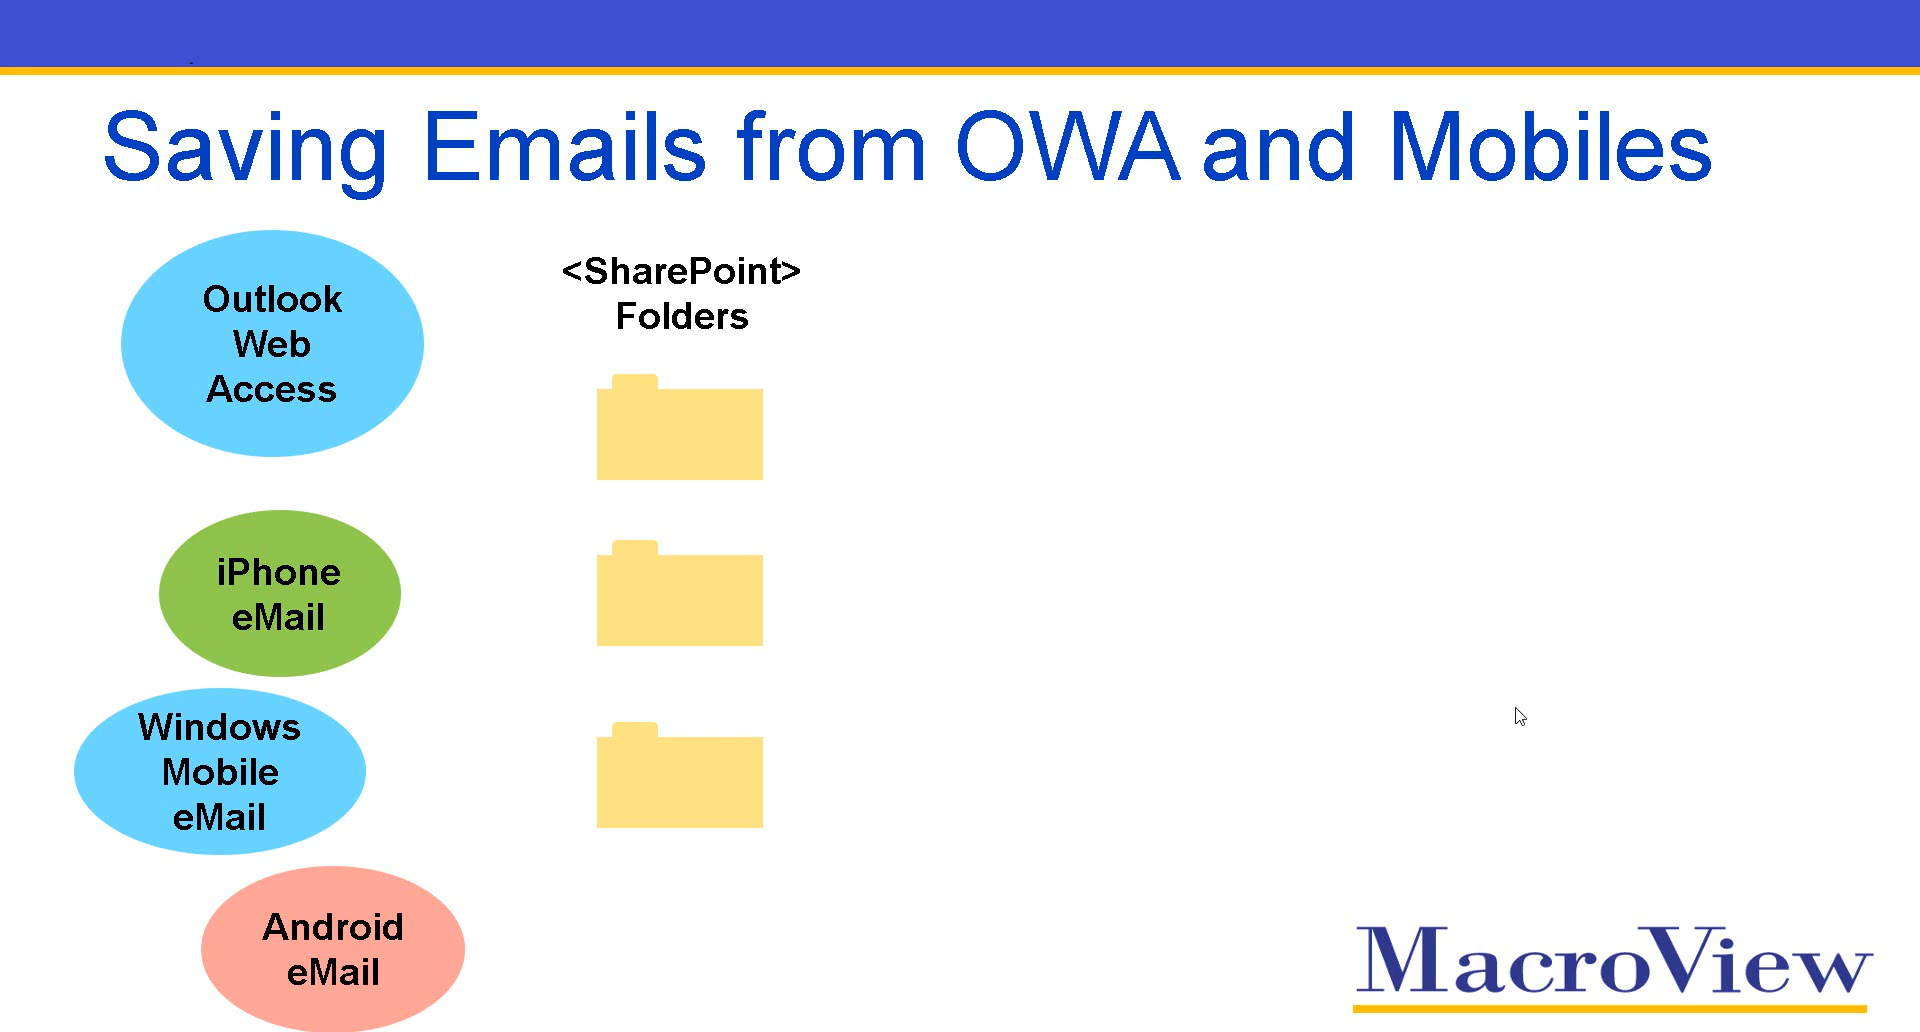 Saving Emails from OWA and Mobiles
Outlook
Web
Access
<SharePoint>
Folders
iPhone
eMail
Windows
Mobile
eMail
Android
eMail
MacroView